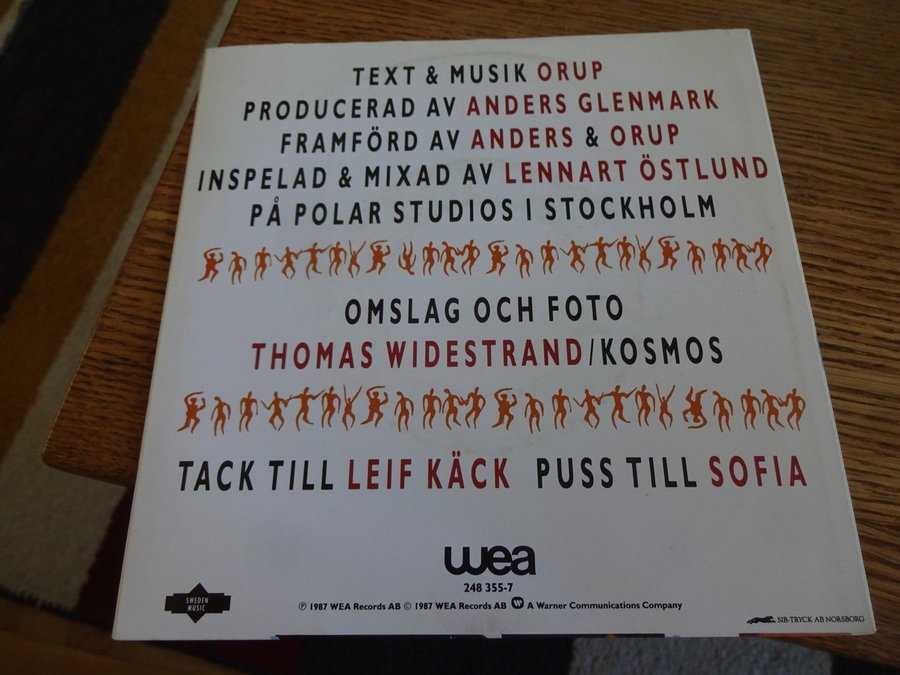 TEXT & MUSIK ORUP
PRODUCERAD AV ANDERS GLENMARK
FRAMFÖRD AV ANDERS & ORUP
INSPELAD & MIXAD AV LENNART ÖSTLUND
PÅ POLAR STUDIOS I STOCKHOLM
OMSLAG OCH FOTO
THOMAS WIDESTRAND/KOSMOS
TACK TILL LEIF KÄCK PUSS TILL SOFIA
wea
248 355-7
SWEDEN
MUSIC
℗ 1987 WEA Records AB © 1987 WEA Records AB A Warner Communications Company
SIB-TRYCK AB NORSBORG